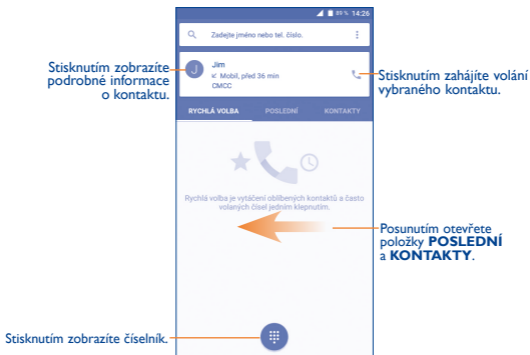 85% 14:26
Zadejte jméno nebo tel. číslo.
J
Jim
Mobil, před 36 min
CMCC
Stisknutím zobrazíte
podrobné informace
o kontaktu.
Stisknutím zahájíte volání
vybraného kontaktu.
RYCHLÁ VOLBA POSLEDNÍ KONTAKTY
Rychlá volba je vytáčení oblíbených kontaktů a často
volaných čísel jedním klepnutím.
Posunutím otevřete
položky POSLEDNÍ
a KONTAKTY.
Stisknutím zobrazíte číselník.